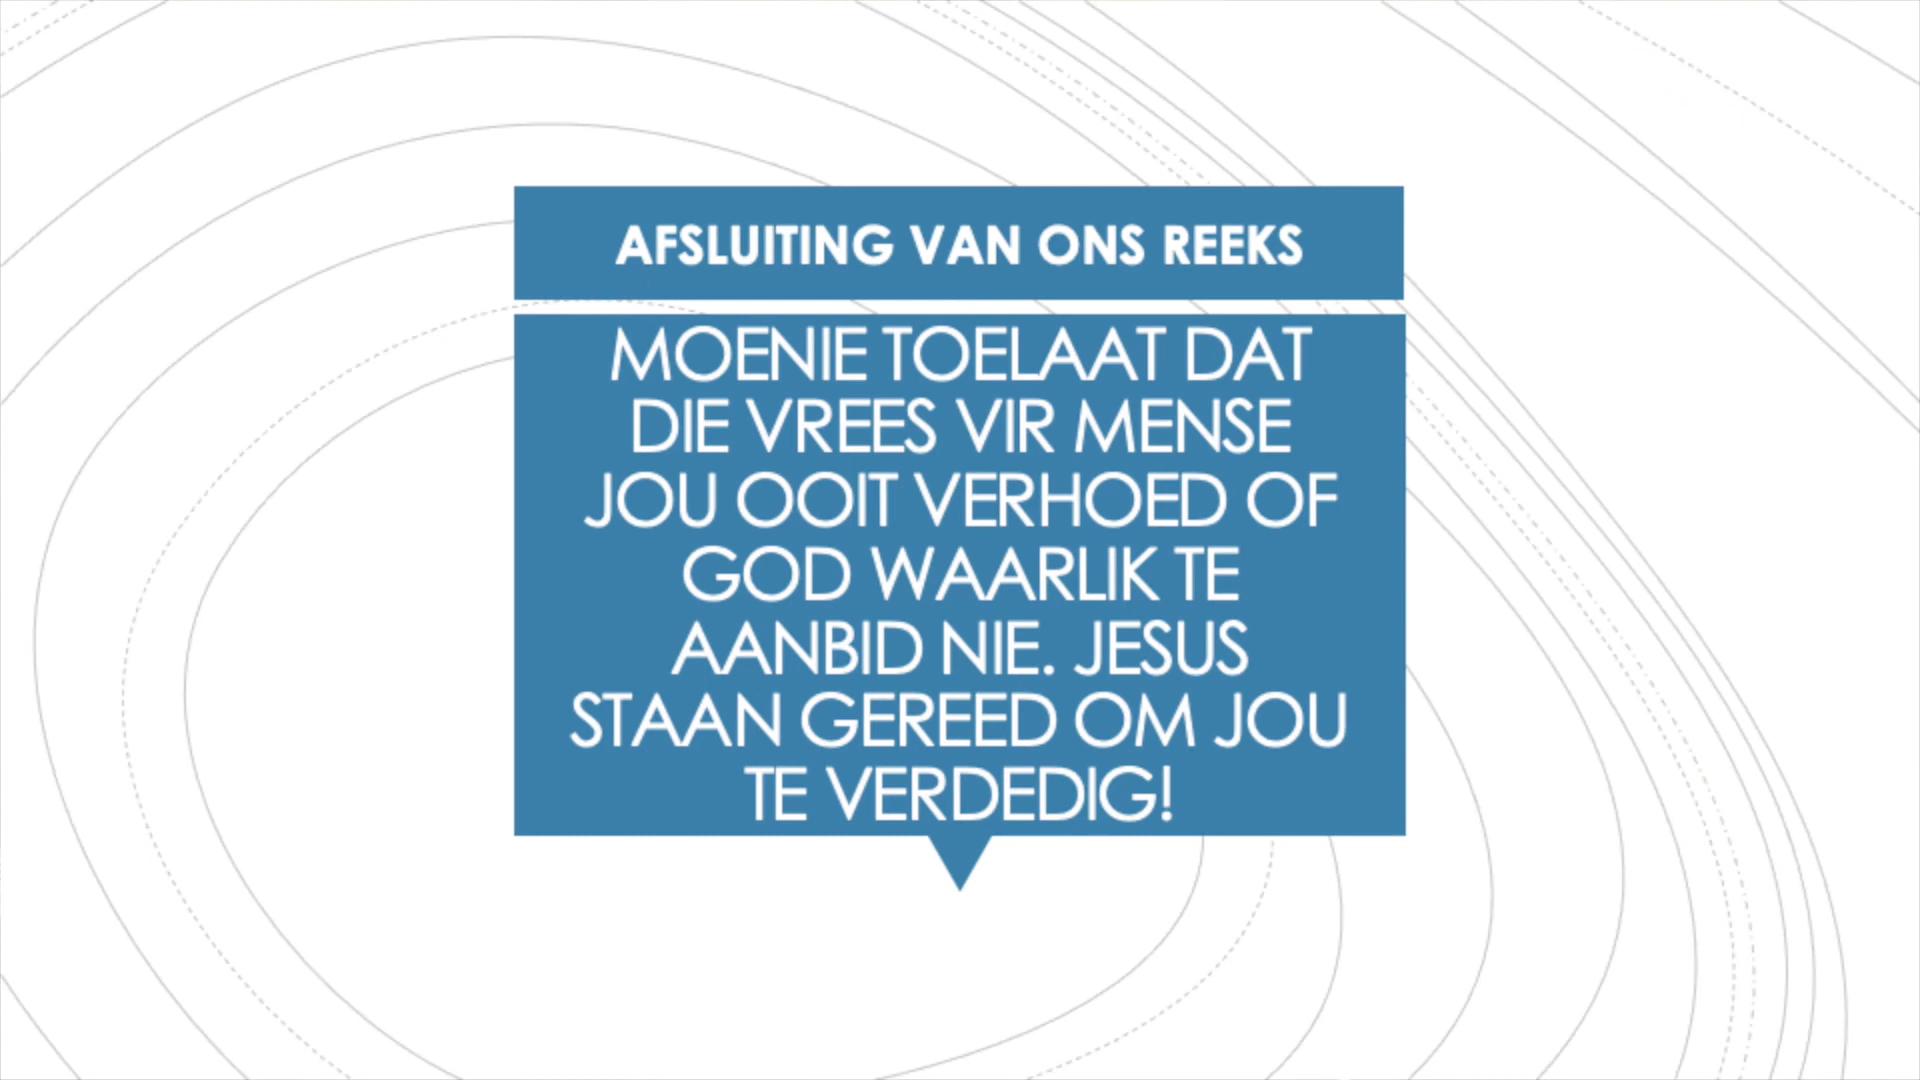 AFSLUITING VAN ONS REEKS
MOENIE TOELAAT DAT
DIE VREES VIR MENSE
JOU OOIT VERHOED OF
GOD WAARLIK TE
AANBID NIE. JESUS
STAAN GEREED OM JOU
TE VERDEDIG!